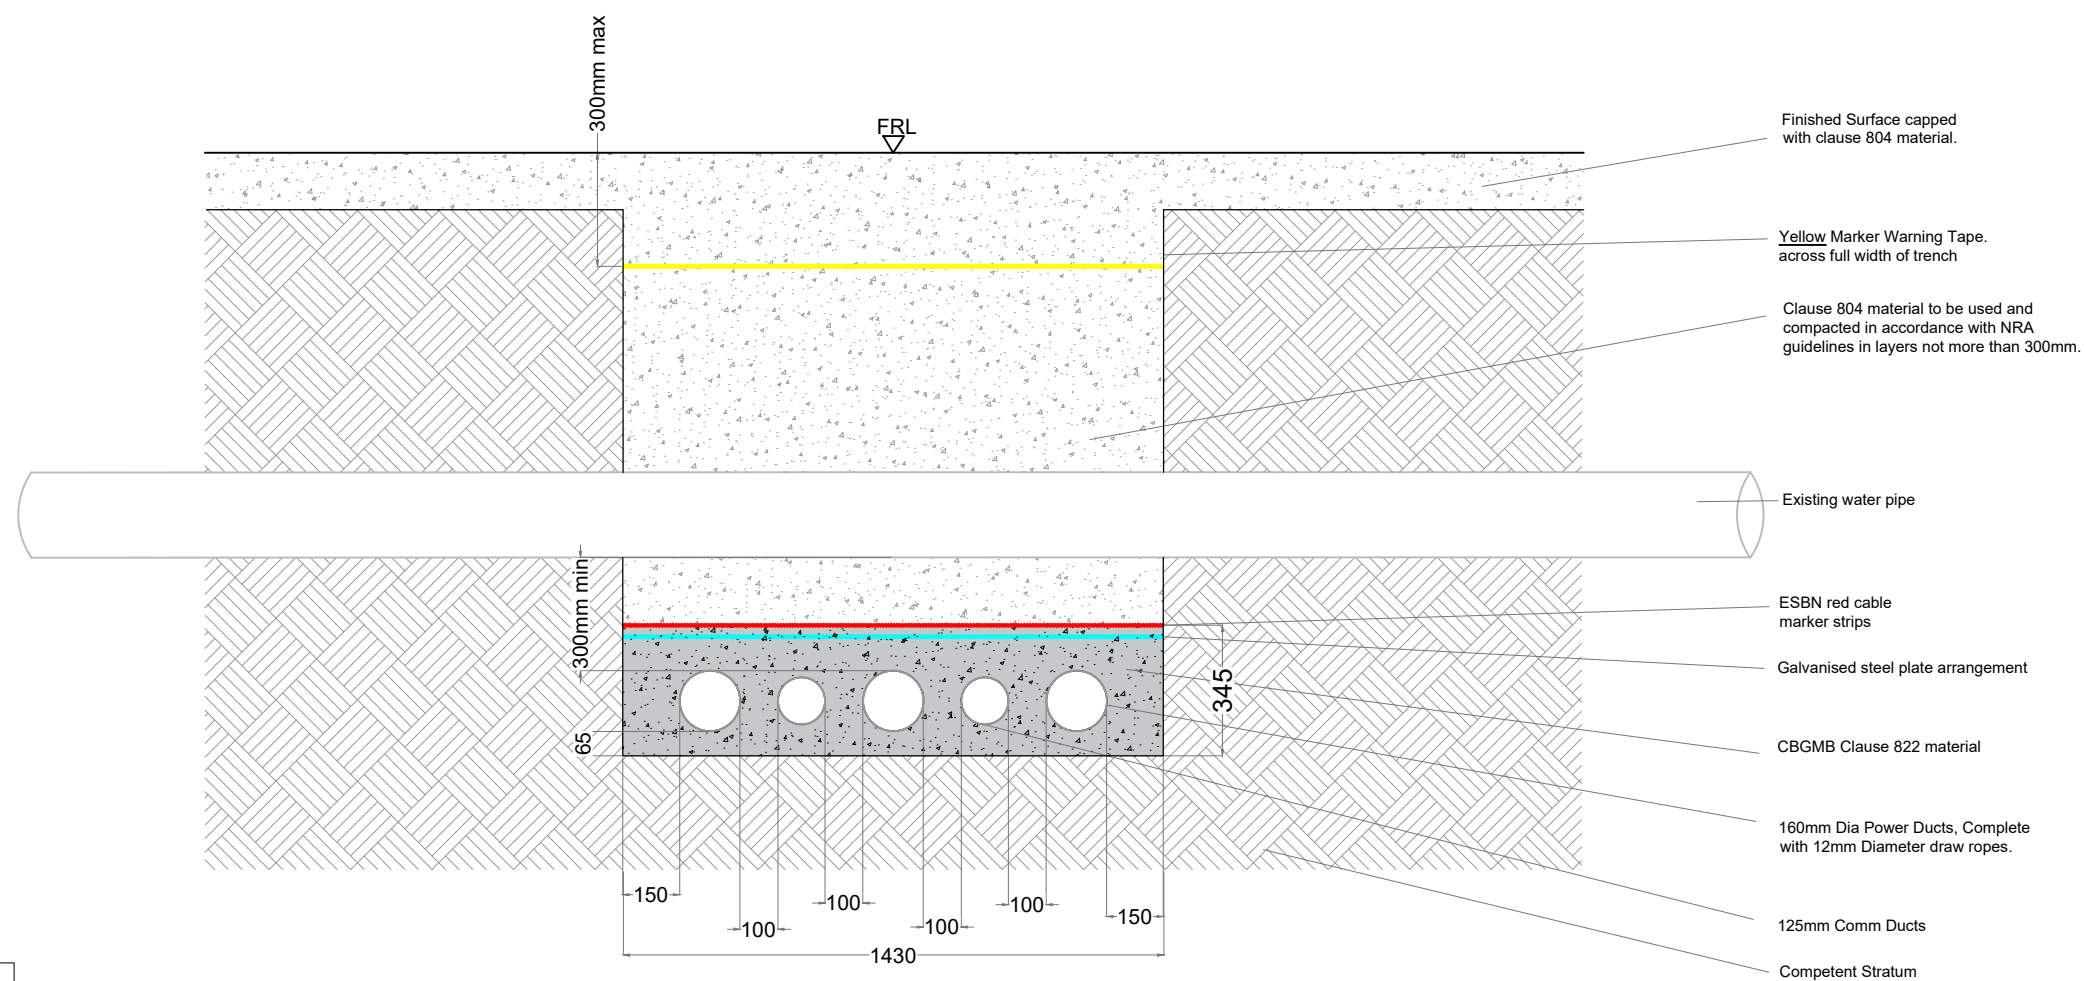 300mm max
FRL
Finished Surface capped
with clause 804 material.
Yellow Marker Warning Tape.
across full width of trench
Clause 804 material to be used and
compacted in accordance with NRA
guidelines in layers not more than 300mm.
Existing water pipe
300mm min
ESBN red cable
marker strips
Galvanised steel plate arrangement
345
65
CBGMB Clause 822 material
160mm Dia Power Ducts, Complete
with 12mm Diameter draw ropes.
150
100
100
100
100
150
1430
125mm Comm Ducts
Competent Stratum